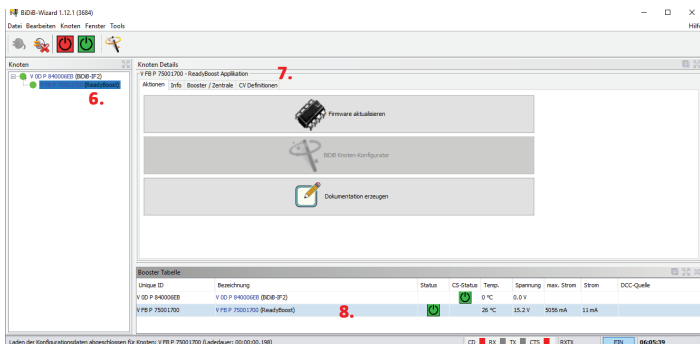 BiDiB-Wizard 1.12.1 (3684)
Datei Bearbeiten Knoten Fenster Tools
Hilfe
Knoten
V 0D P 840006EB (BiDiB-IF2)
(ReadyBoost)
6.
Knoten Details
V FB P 75001700 - ReadyBoost Applikation
7.
Aktionen Info Booster / Zentrale CV Definitionen
Firmware aktualisieren
BiDiB Knoten-Konfigurator
Dokumentation erzeugen
Booster Tabelle
Unique ID Bezeichnung Status CS-Status Temp. Spannung max. Strom Strom DCC-Quelle
V 0D P 840006EB V 0D P 840006EB (BiDiB-IF2) 0 °C 0.0 V
V FB P 75001700 V FB P 75001700 (ReadyBoost) 8. 26 °C 15.2 V 5056 mA 11 mA
Laden der Konfigurationsdaten abgeschlossen für Knoten: V FB P 75001700 (Ladedauer: 00:00:00.198) CD RX TX CTS RXTX EIN 06:05:39